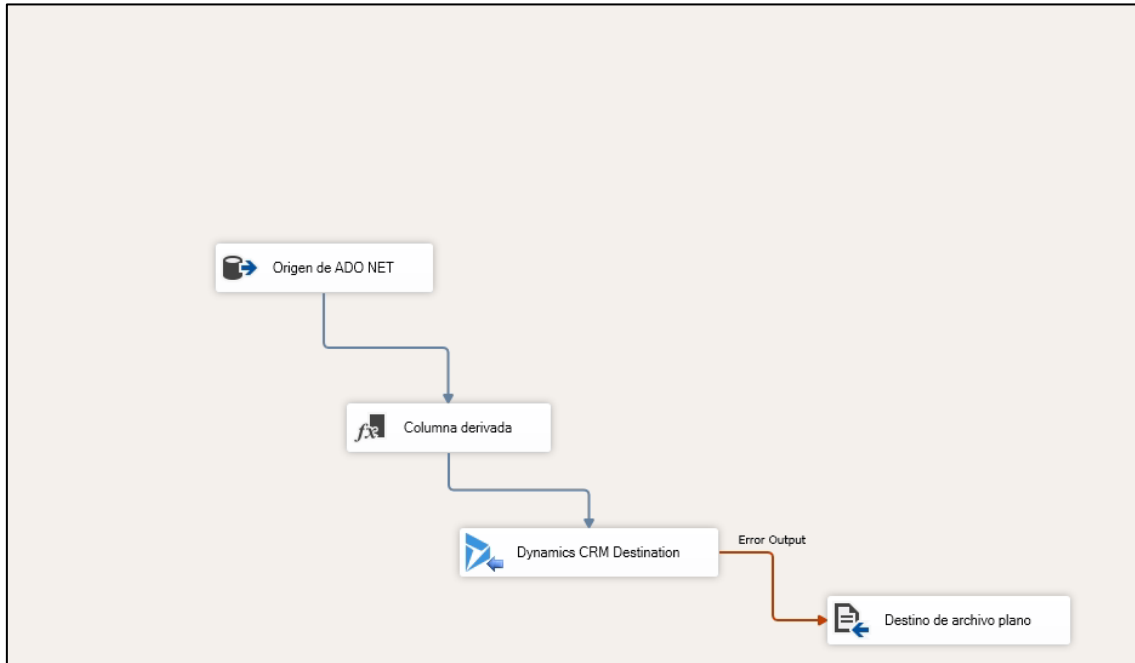 Origen de ADO NET
Columna derivada
Dynamics CRM Destination
Error Output
Destino de archivo plano